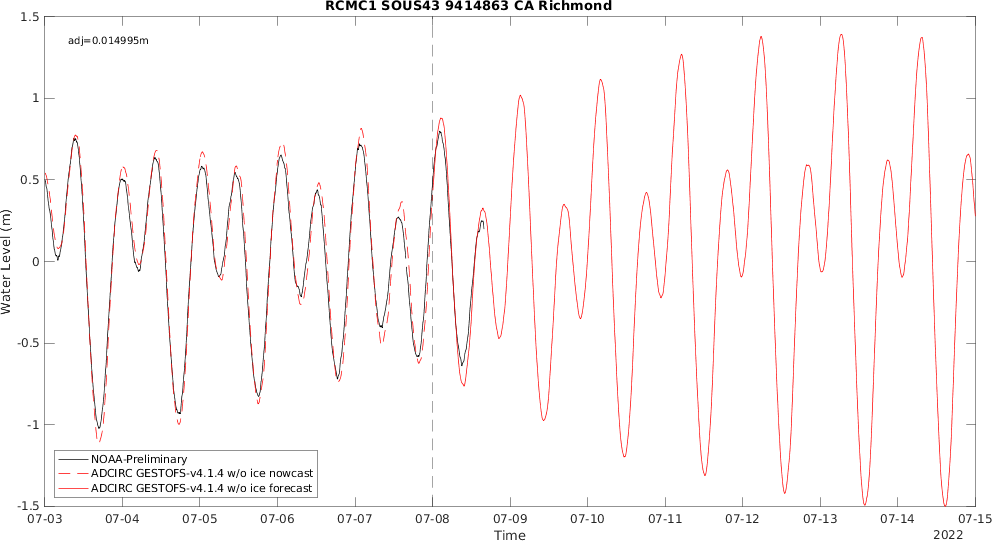 RCMC1 SOUS43 9414863 CA Richmond
adj=0.014995m
1.5
1
0.5
0
-0.5
-1
-1.5
Water Level (m)
NOAA-Preliminary
ADCIRC GESTOFS-v4.1.4 w/o ice nowcast
ADCIRC GESTOFS-v4.1.4 w/o ice forecast
07-03 07-04 07-05 07-06 07-07 07-08 07-09 07-10 07-11 07-12 07-13 07-14 07-15
Time
2022